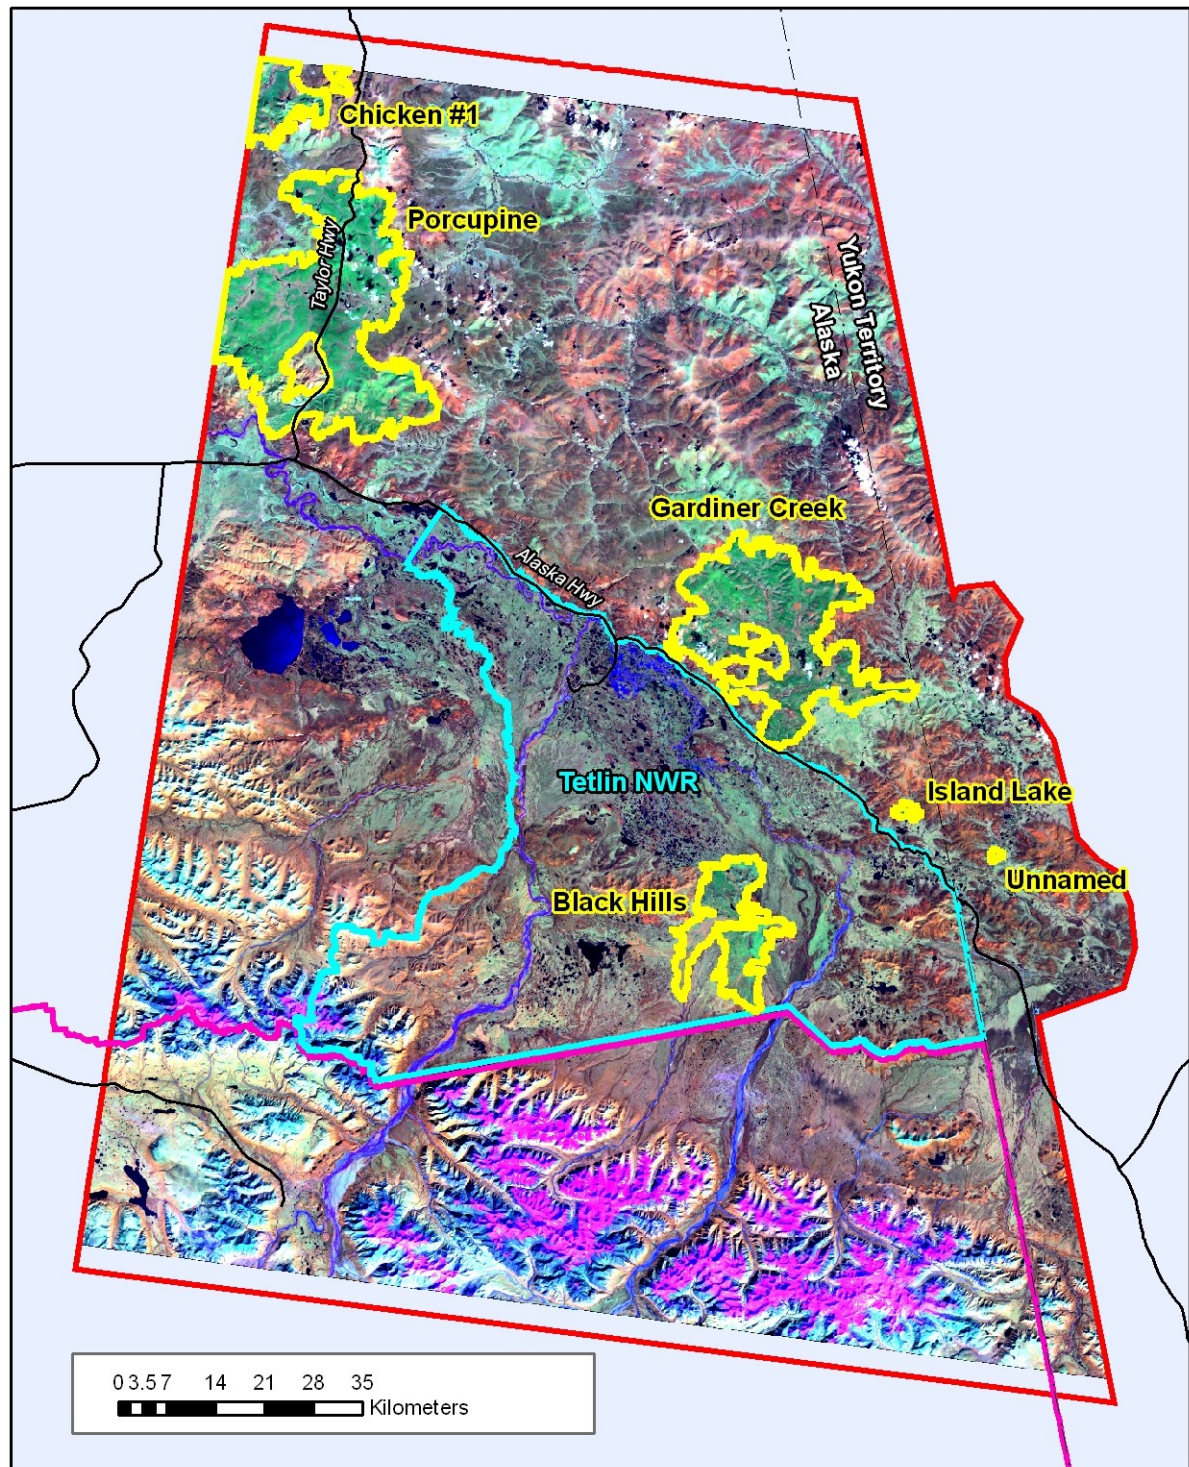 Chicken #1
Porcupine
Taylor Hwy
Yukon Territory
Alaska
Gardiner Creek
Alaska Hwy
Tetlin NWR
Island Lake
Unnamed
Black Hills
0 3.5 7 14 21 28 35
Kilometers